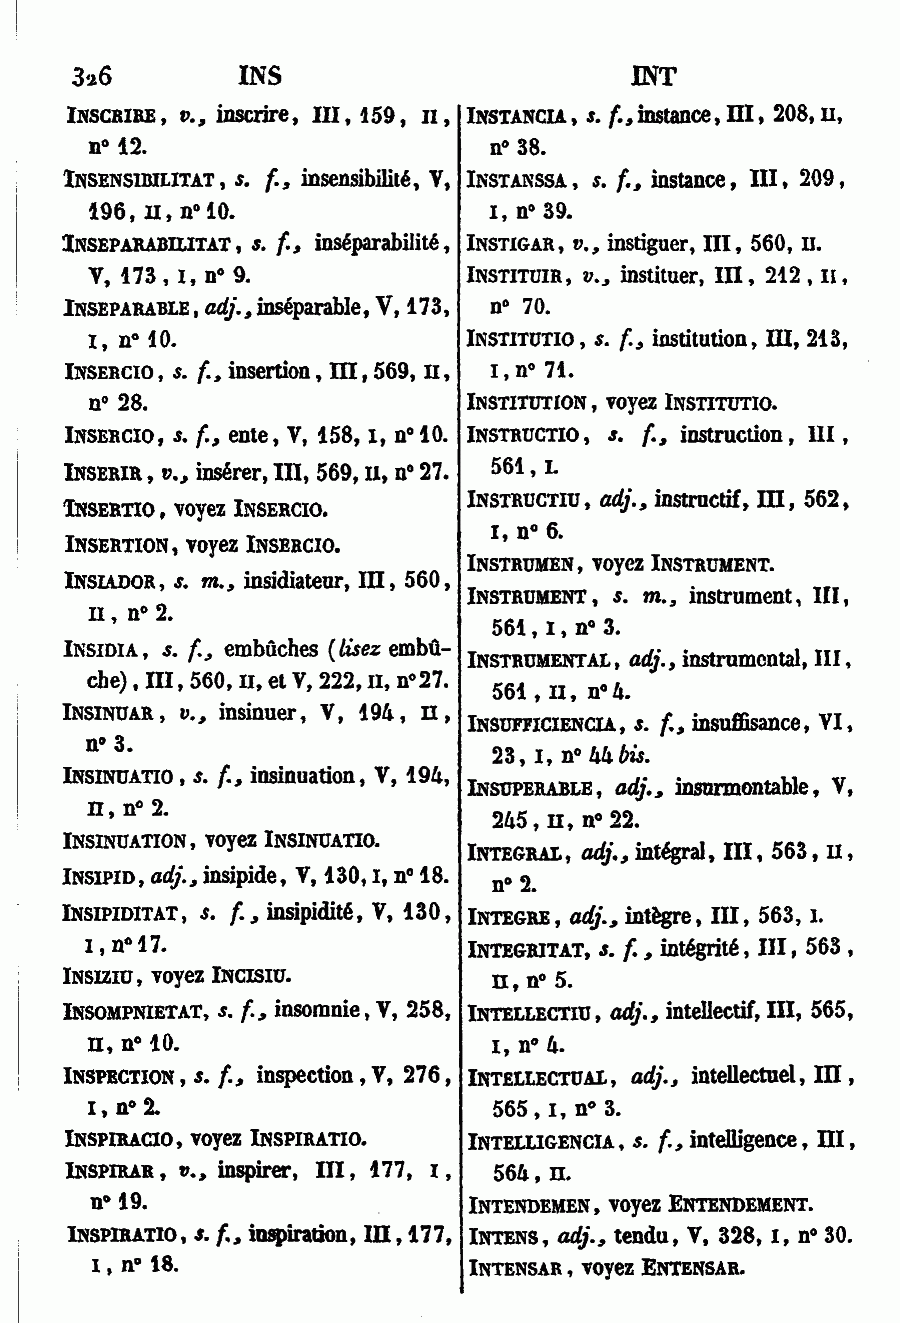 326 INS INT
INSCRIRE, v., inscrire, III, 159, II,
nº 12.
INSENSIBILITAT, s. f., insensibilité, V,
196, II, nº 10.
INSEPARABILITAT, s. f., inséparabilité,
V, 173, I, nº 9.
INSEPARABLE, adj., inséparable, V, 173,
I, nº 10.
INSERCIO, s. f., insertion, III, 569, II,
nº 28.
INSERCIO, s. f., ente, V, 158, I, nº 10.
INSERIR, v., insérer, III, 569, II, nº 27.
INSERTIO, voyez INSERCIO.
INSERTION, voyez INSERCIO.
INSIADOR, s. m., insidiateur, III, 560,
II, nº 2.
INSIDIA, s. f., embûches (lisez embû-
che), III, 560, II, et V, 222, II, nº 27.
INSINUAR, v., insinuer, V, 194, II,
nº 3.
INSINUATIO, s. f., insinuation, V, 194,
II, nº 2.
INSINUATION, voyez INSINUATIO.
INSIPID, adj., insipide, V, 130, I, nº 18.
INSIPIDITAT, s. f., insipidité, V, 130,
I, nº 17.
INSIZIU, voyez INCISIU.
INSOMPNIETAT, s. f., insomnie, V, 258,
II, nº 10.
INSPECTION, s. f., inspection, V, 276,
I, nº 2.
INSPIRACIO, voyez INSPIRATIO.
INSPIRAR, v., inspirer, III, 177, I,
nº 19.
INSPIRATIO, s. f., inspiration, III, 177,
I, nº 18.
INSTANCIA, s. f., instance, III, 208, II,
nº 38.
INSTANSSA, s. f., instance, III, 209,
I, nº 39.
INSTIGAR, v., instiguer, III, 560, II.
INSTITUIR, v., instituer, III, 212, II,
nº 70.
INSTITUTIO, s. f., institution, III, 213,
I, nº 71.
INSTITUTION, voyez INSTITUTIO.
INSTRUCTIO, s. f., instruction, III,
561, I.
INSTRUCTIU, adj., instructif, III, 562,
I, nº 6.
INSTRUMEN, voyez INSTRUMENT.
INSTRUMENT, s. m., instrument, III,
561, I, nº 3.
INSTRUMENTAL, adj., instrumental, III,
561, II, nº 4.
INSUFFICIENCIA, s. f., insuffisance, VI,
23, I, nº 44 bis.
INSUPERABLE, adj., insurmontable, V,
245, II, nº 22.
INTEGRAL, adj., intégral, III, 563, II,
nº 2.
INTEGRE, adj., intègre, III, 563, I.
INTEGRITAT, s. f., intégrité, III, 563,
II, nº 5.
INTELLECTIU, adj., intellectif, III, 565,
I, nº 4.
INTELLECTUAL, adj., intellectuel, III,
565, I, nº 3.
INTELLIGENCIA, s. f., intelligence, III,
564, II.
INTENDEMEN, voyez ENTENDEMENT.
INTENS, adj., tendu, V, 328, I, nº 30.
INTENSAR, voyez ENTENSAR.